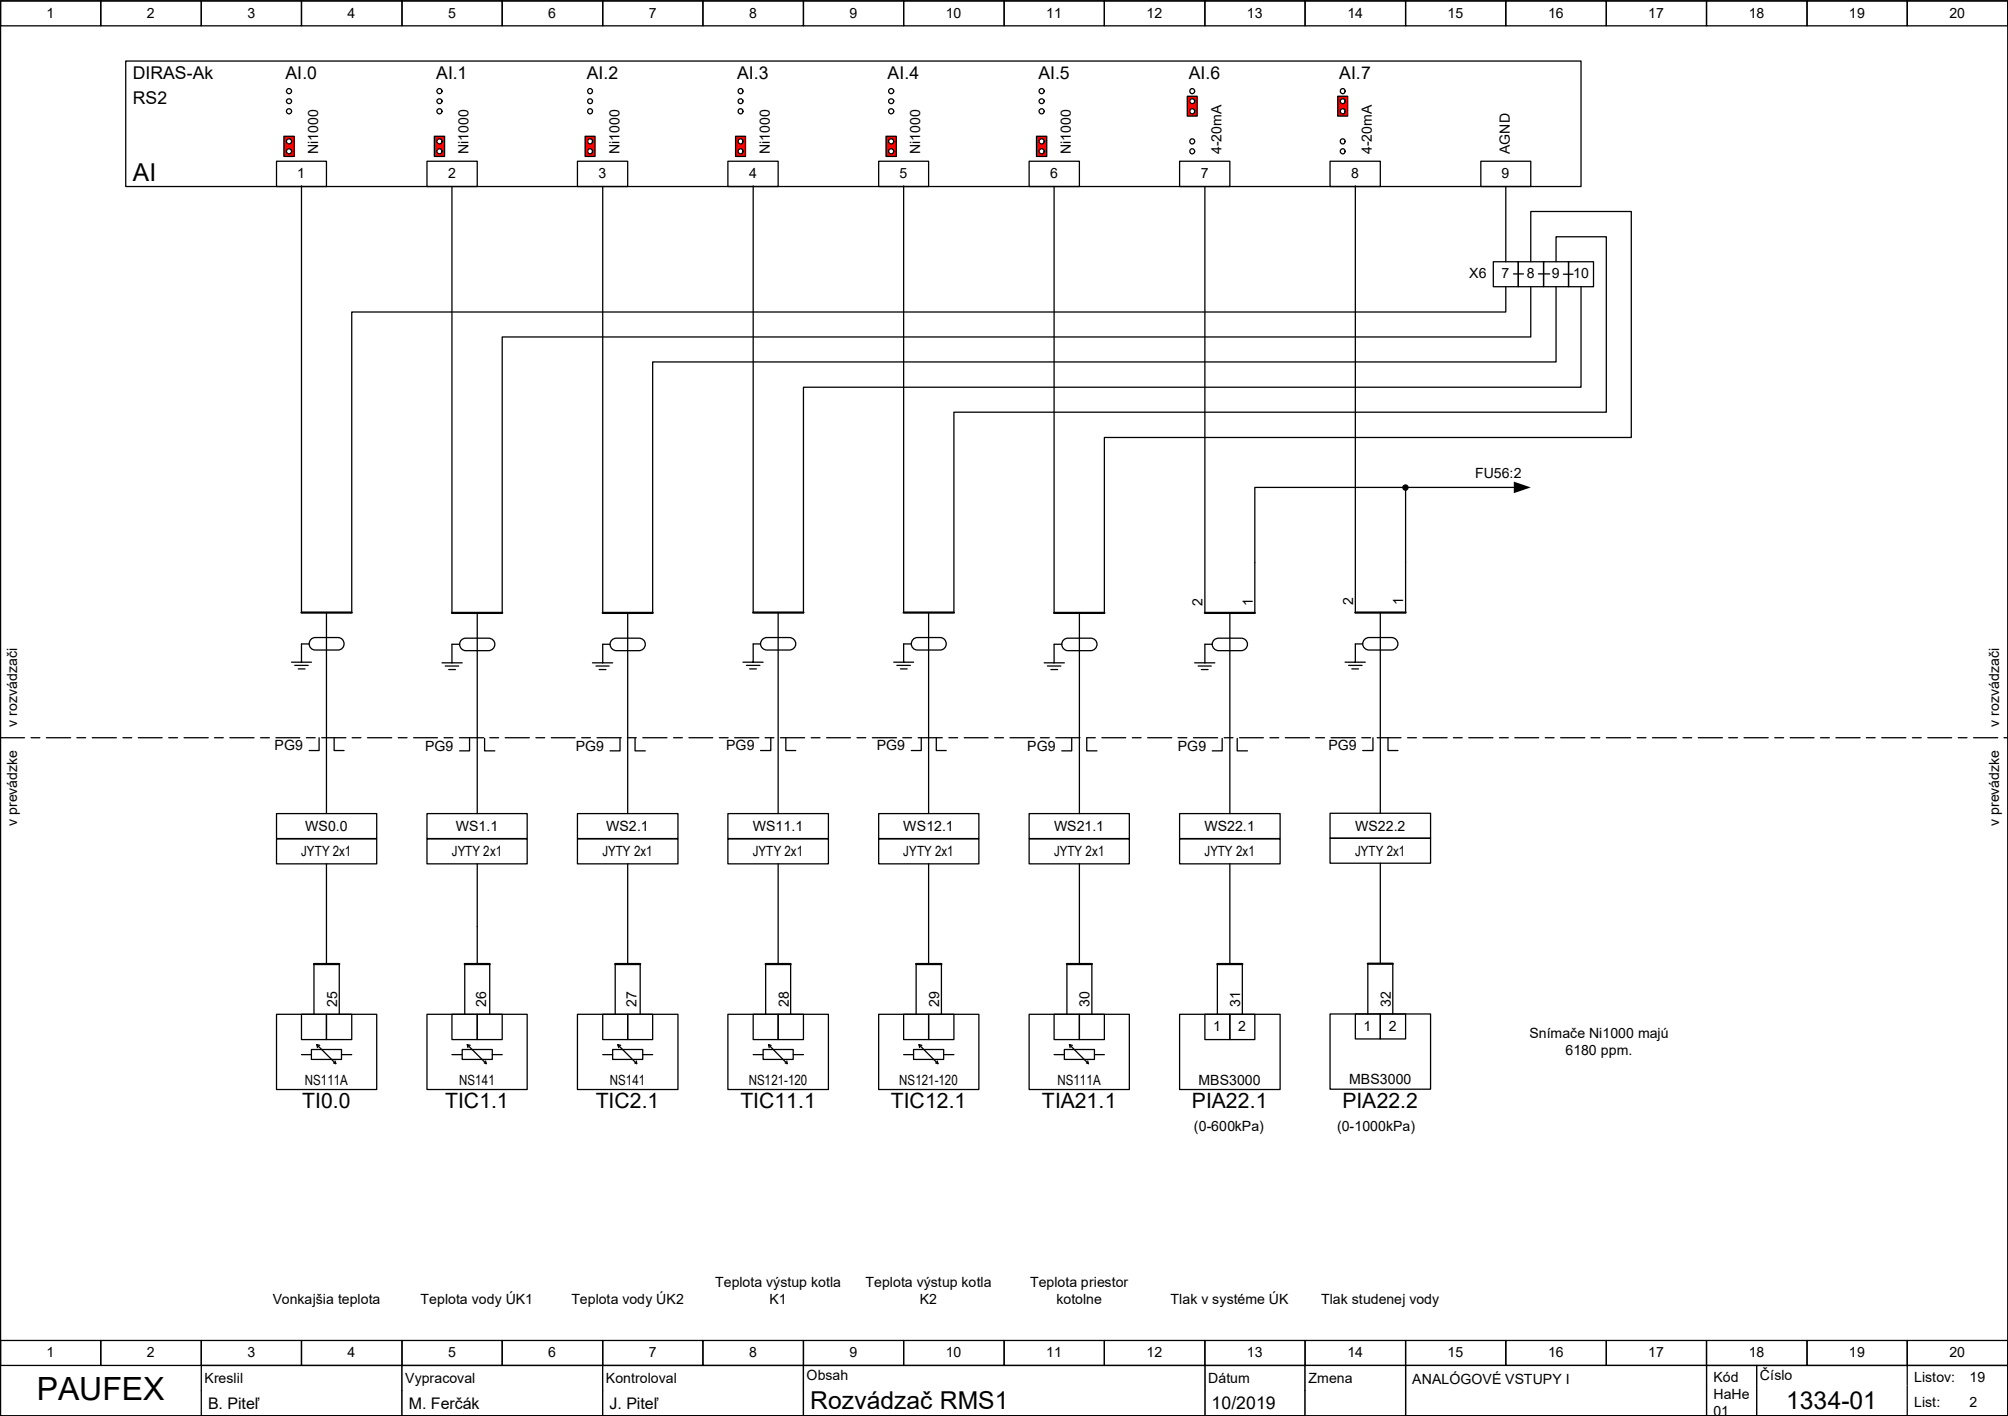 1 2 3 4 5 6 7 8 9 10 11 12 13 14 15 16 17 18 19 20
DIRAS-Ak AI.0 AI.1 AI.2 AI.3 AI.4 AI.5 AI.6 AI.7
RS2
Ni1000 Ni1000 Ni1000 Ni1000 Ni1000 Ni1000 4-20mA 4-20mA AGND
AI 1 2 3 4 5 6 7 8 9
X6 7 8 9 10
FU56:2
2 1 2 1
v rozvádzači v rozvádzači
PG9 PG9 PG9 PG9 PG9 PG9 PG9 PG9
v prevádzke v prevádzke
WS0.0 WS1.1 WS2.1 WS11.1 WS12.1 WS21.1 WS22.1 WS22.2
JYTY 2x1 JYTY 2x1 JYTY 2x1 JYTY 2x1 JYTY 2x1 JYTY 2x1 JYTY 2x1 JYTY 2x1
25 26 27 28 29 30 31 32
1 2 1 2
Snímače Ni1000 majú
6180 ppm.
NS111A NS141 NS141 NS121-120 NS121-120 NS111A MBS3000 MBS3000
TI0.0 TIC1.1 TIC2.1 TIC11.1 TIC12.1 TIA21.1 PIA22.1 PIA22.2
(0-600kPa) (0-1000kPa)
Vonkajšia teplota
Teplota vody ÚK1
Teplota vody ÚK2
Teplota výstup kotla
K1
Teplota výstup kotla
K2
Teplota priestor
kotolne
Tlak v systéme ÚK
Tlak studenej vody
1 2 3 4 5 6 7 8 9 10 11 12 13 14 15 16 17 18 19 20
PAUFEX
Kreslil
B. Piteľ
Vypracoval
M. Ferčák
Kontroloval
J. Piteľ
Obsah
Rozvádzač RMS1
Dátum
10/2019
Zmena
ANALÓGOVÉ VSTUPY I
Kód
HaHe
01
Číslo
1334-01
Listov: 19
List: 2